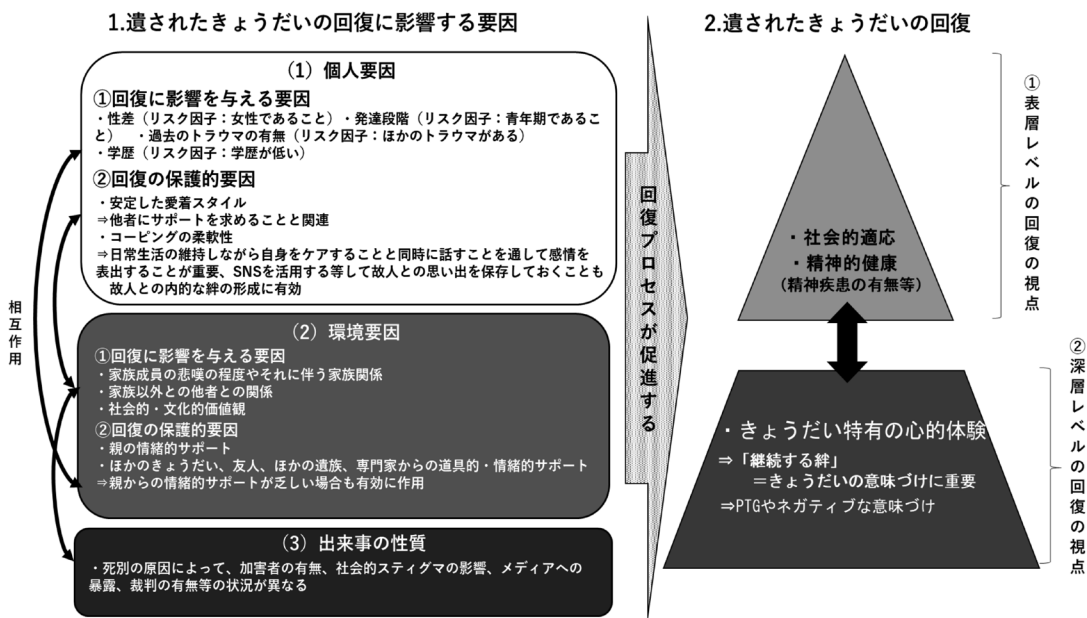 1.遺されたきょうだいの回復に影響する要因
（1）個人要因
①回復に影響を与える要因
・性差（リスク因子：女性であること）・発達段階（リスク因子：青年期であるこ
と）　・過去のトラウマの有無（リスク因子：ほかのトラウマがある）
・学歴（リスク因子：学歴が低い）
②回復の保護的要因
・安定した愛着スタイル
⇒他者にサポートを求めることと関連
・コーピングの柔軟性
⇒日常生活の維持しながら自身をケアすることと同時に話すことを通して感情を
表出することが重要、SNSを活用する等して故人との思い出を保存しておくことも
故人との内的な絆の形成に有効
相互作用
（2）環境要因
①回復に影響を与える要因
・家族成員の悲嘆の程度やそれに伴う家族関係
・家族以外との他者との関係
・社会的・文化的価値観
②回復の保護的要因
・親の情緒的サポート
・ほかのきょうだい、友人、ほかの遺族、専門家からの道具的・情緒的サポート
⇒親からの情緒的サポートが乏しい場合も有効に作用
（3）出来事の性質
・死別の原因によって、加害者の有無、社会的スティグマの影響、メディアへの
暴露、裁判の有無等の状況が異なる
回復プロセスが促進する
2.遺されたきょうだいの回復
・社会的適応
・精神的健康
（精神疾患の有無等）
①表層レベルの回復の視点
・きょうだい特有の心的体験
⇒「継続する絆」
＝きょうだいの意味づけに重要
⇒PTGやネガティブな意味づけ
②深層レベルの回復の視点